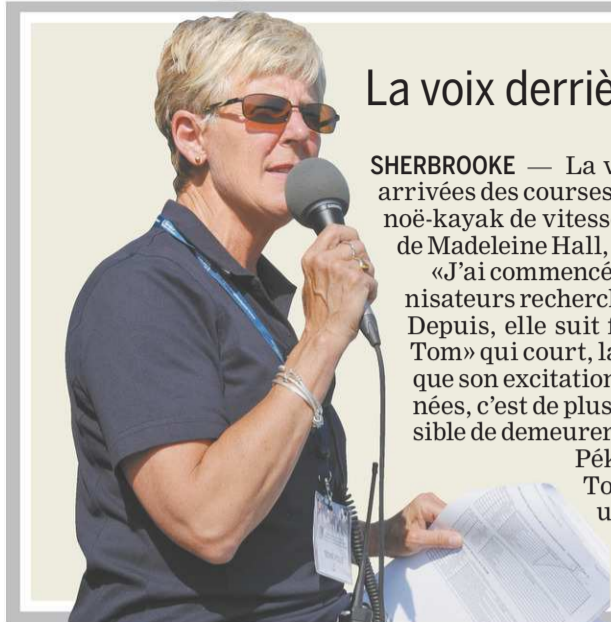 La voix derriè
SHERBROOKE — La v
arrivées des courses
noë-kayak de vitess
de Madeleine Hall,
«J'ai commencé
nisateurs recherch
Depuis, elle suit f
Tom» qui court, la
que son excitation
nées, c'est de plus
sible de demeurer
Pék
To
u